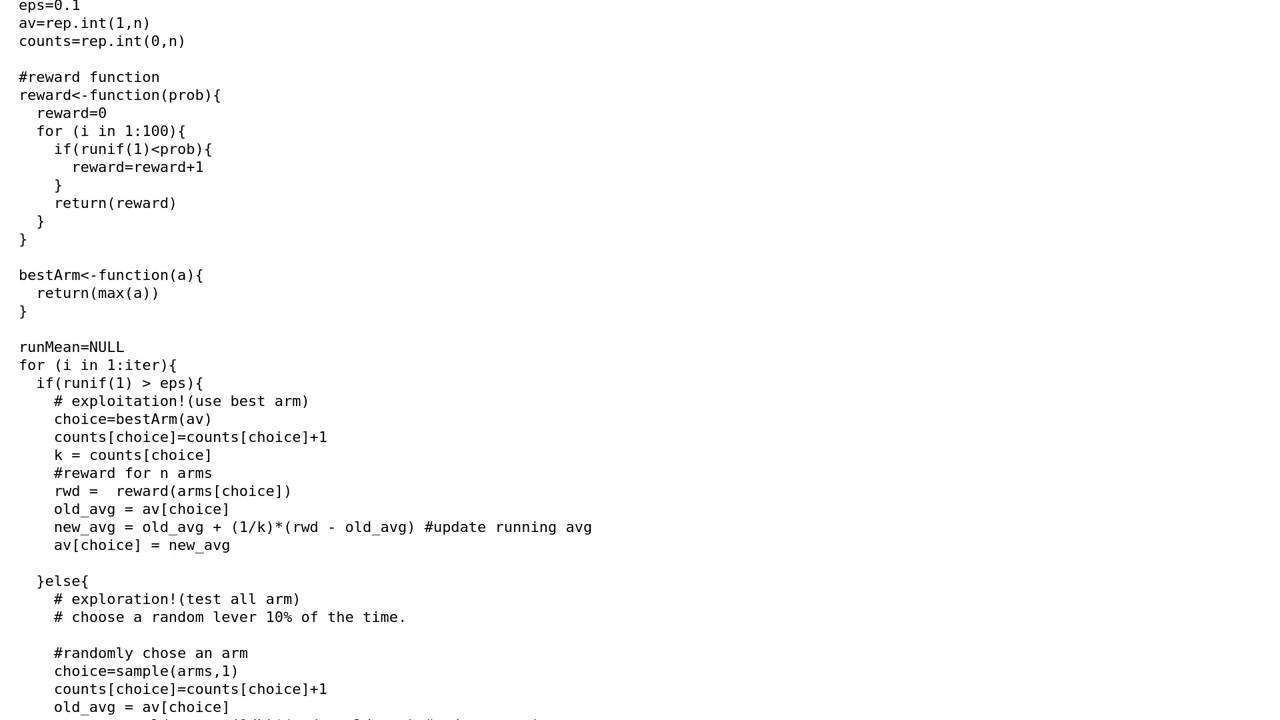 eps=0.1
av=rep.int(1,n)
counts=rep.int(0,n)

#reward function
reward<-function(prob){
  reward=0
  for (i in 1:100){
    if(runif(1)<prob){
      reward=reward+1
    }
    return(reward)
  }
}

bestArm<-function(a){
  return(max(a))
}

runMean=NULL
for (i in 1:iter){
  if(runif(1) > eps){
    # exploitation!(use best arm)
    choice=bestArm(av)
    counts[choice]=counts[choice]+1
    k = counts[choice]
    #reward for n arms
    rwd =  reward(arms[choice])
    old_avg = av[choice]
    new_avg = old_avg + (1/k)*(rwd - old_avg) #update running avg
    av[choice] = new_avg

  }else{
    # exploration!(test all arm)
    # choose a random lever 10% of the time.

    #randomly chose an arm
    choice=sample(arms,1)
    counts[choice]=counts[choice]+1
    old_avg = av[choice]